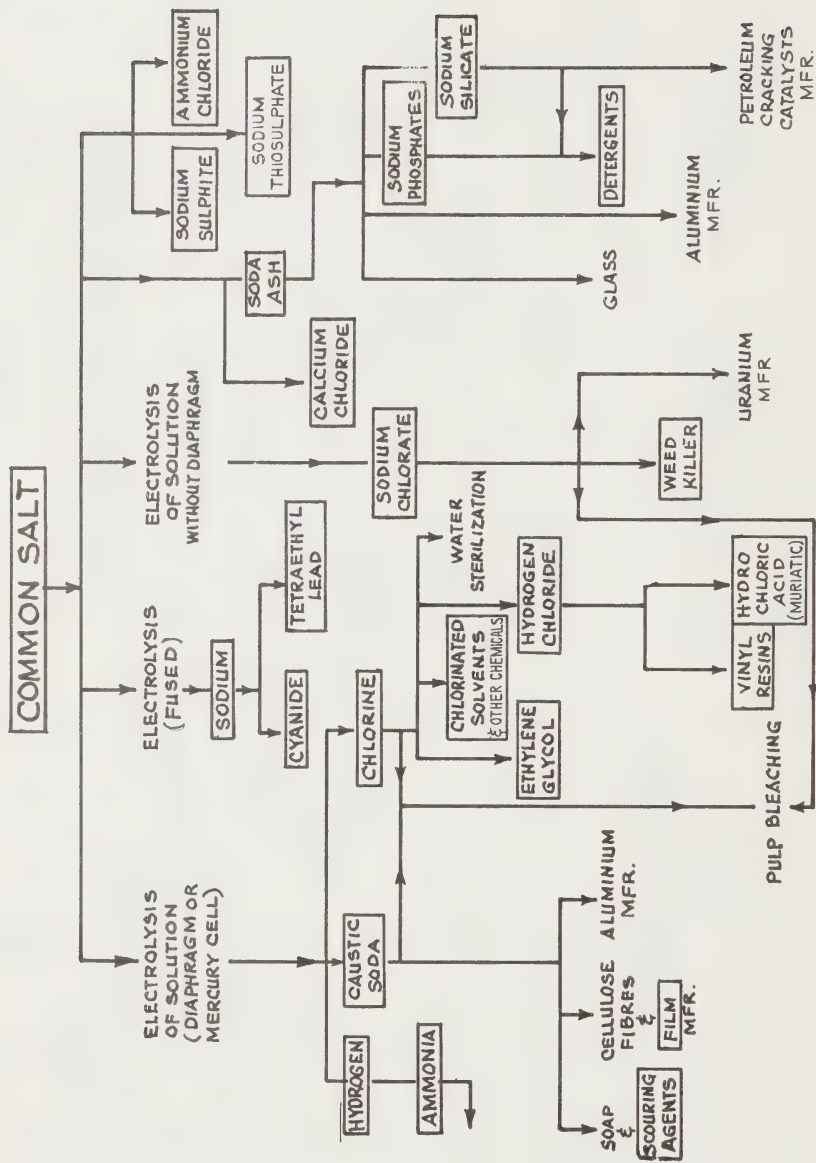 COMMON SALT
ELECTROLYSIS
OF SOLUTION
(DIAPHRAGM OR
MERCURY CELL)
ELECTROLYSIS
(FUSED)
ELECTROLYSIS
OF SOLUTION
WITHOUT DIAPHRAGM
SODIUM
SULPHITE
AMMONIUM
CHLORIDE
SODIUM
THIOSULPHATE
SODIUM
SODA
ASH
CYANIDE
TETRAETHYL
LEAD
CALCIUM
CHLORIDE
HYDROGEN
CAUSTIC
SODA
CHLORINE
SODIUM
CHLORATE
SODIUM
PHOSPHATES
SODIUM
SILICATE
AMMONIA
CHLORINATED
SOLVENTS
& OTHER CHEMICALS
WATER
STERILIZATION
ETHYLENE
GLYCOL
HYDROGEN
CHLORIDE
GLASS
DETERGENTS
SOAP
&
SCOURING
AGENTS
CELLULOSE
FIBRES
&
FILM
MFR.
ALUMINIUM
MFR.
WEED
KILLER
ALUMINIUM
MFR.
PULP BLEACHING
VINYL
RESINS
HYDRO
CHLORIC
ACID
(MURIATIC)
URANIUM
MFR
PETROLEUM
CRACKING
CATALYSTS
MFR.